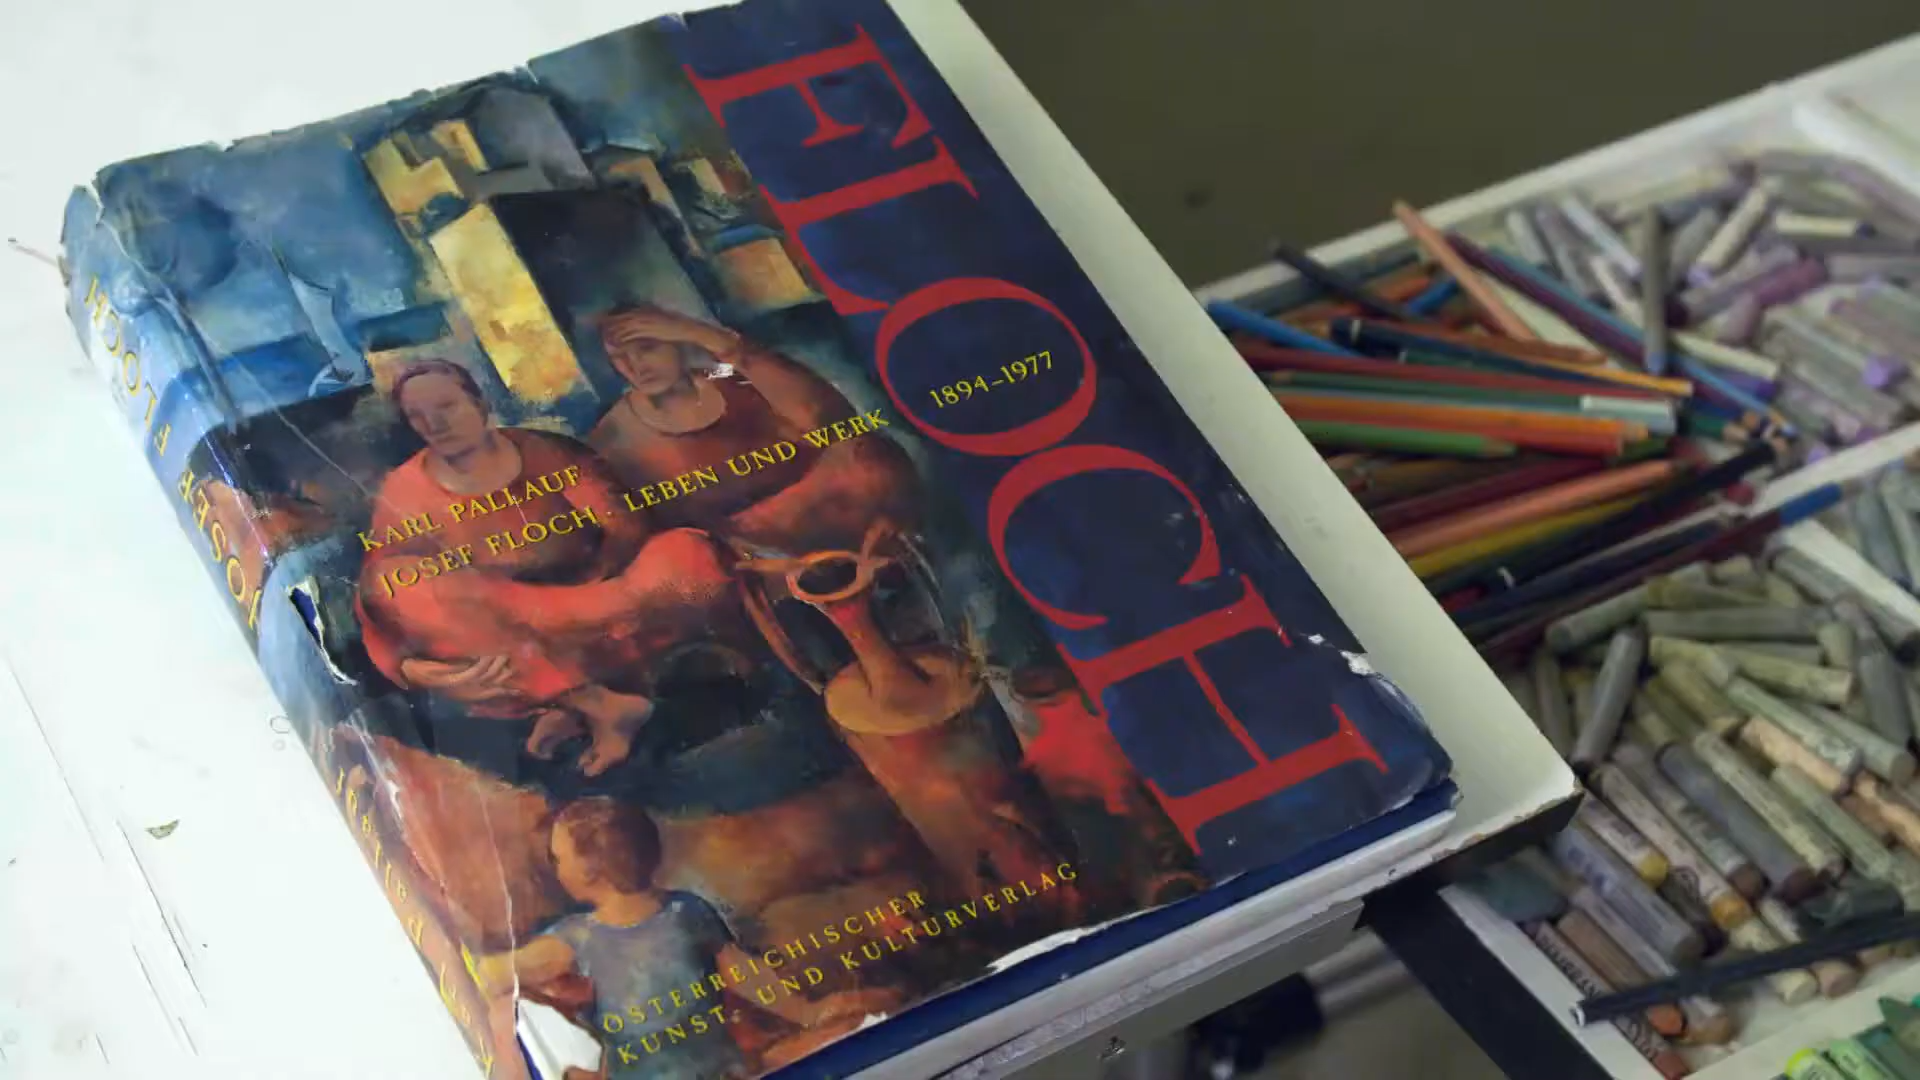 FLOCH
1894–1977
KARL PALLAUF
JOSEF FLOCH . LEBEN UND WERK
ÖSTERREICHISCHER
KUNST- UND KULTURVERLAG
JOSEF FLOCH